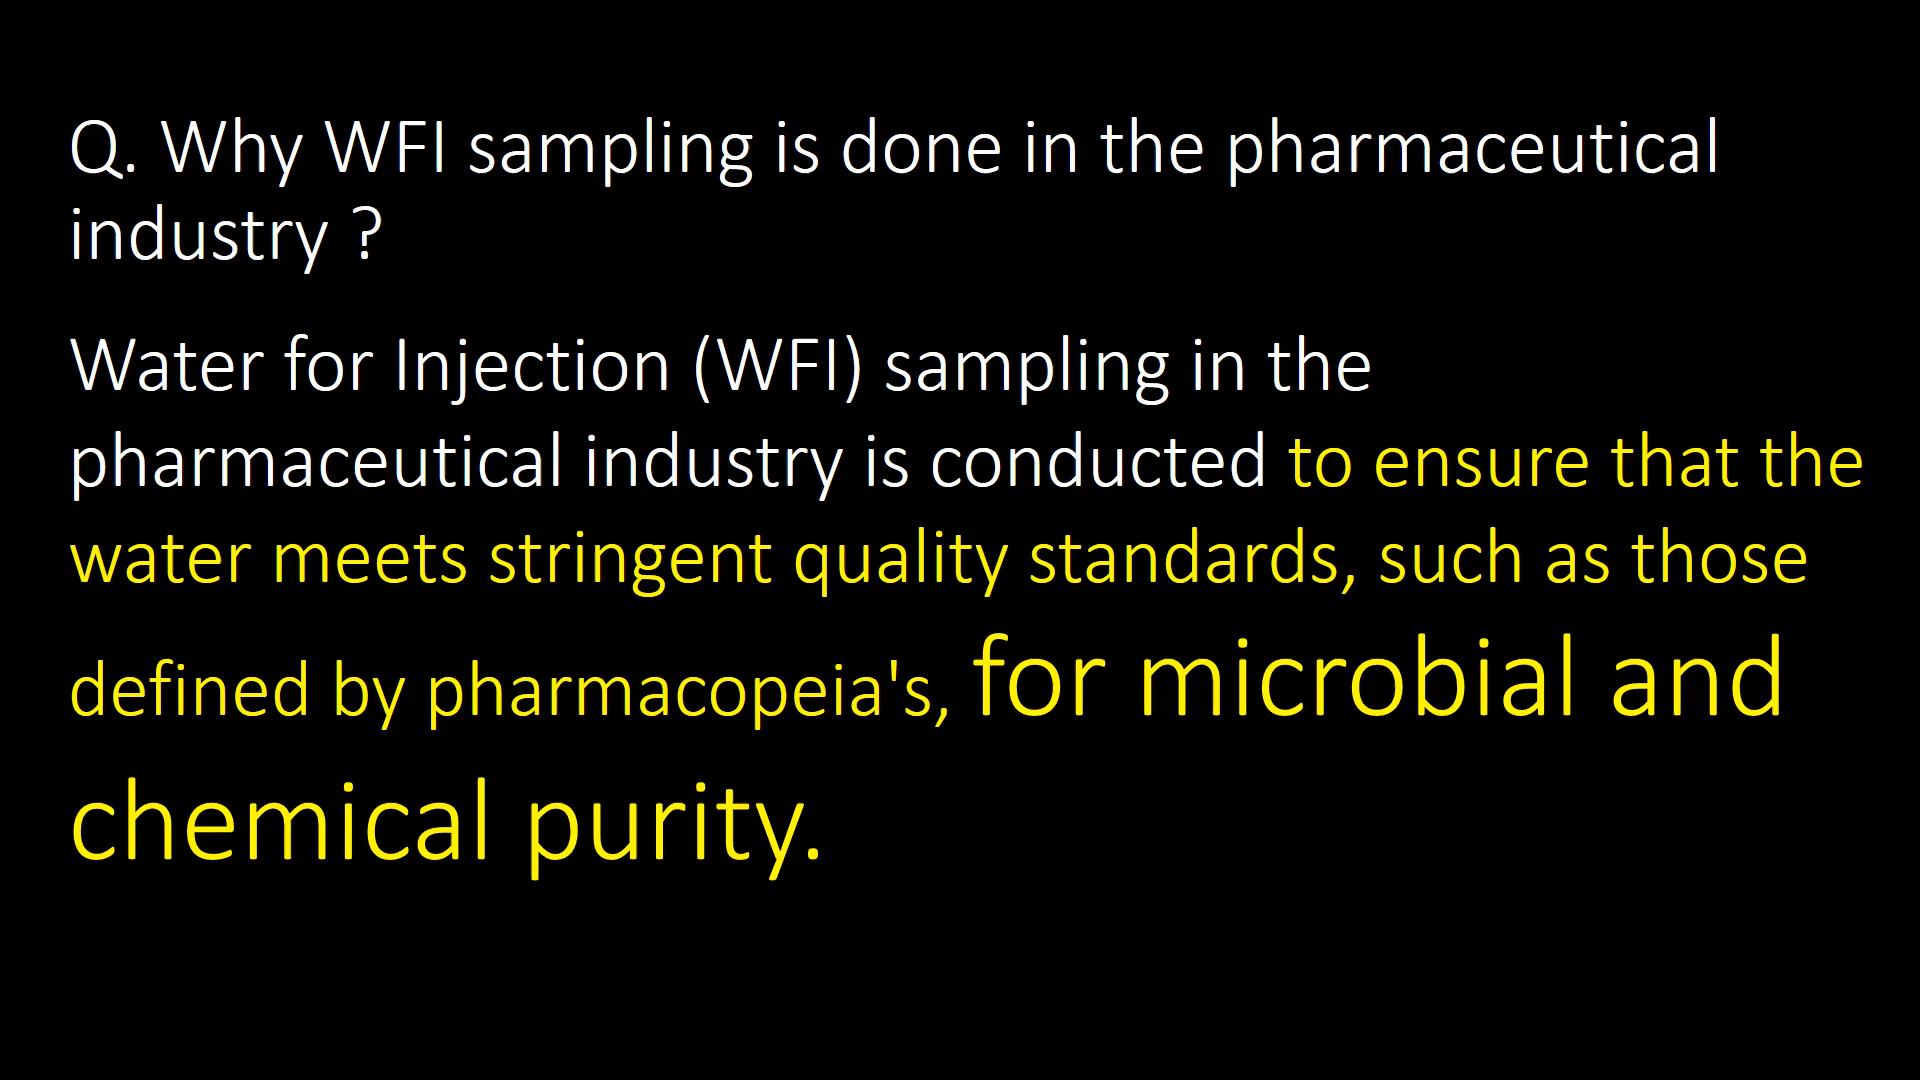 Q. Why WFI sampling is done in the pharmaceutical
industry ?
Water for Injection (WFI) sampling in the
pharmaceutical industry is conducted to ensure that the
water meets stringent quality standards, such as those
defined by pharmacopeia's, for microbial and
chemical purity.